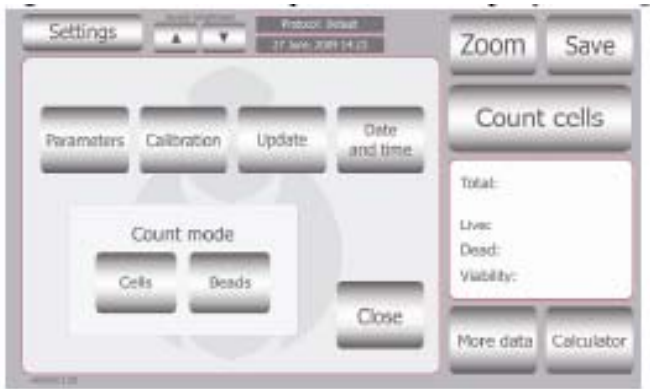 Settings
▲ ▼
Protocol: Default
Zoom
Save
Parameters
Calibration
Update
Date
and time
Count cells
Total:
Live:
Dead:
Viability:
Count mode
Cells
Beads
Close
More data
Calculator